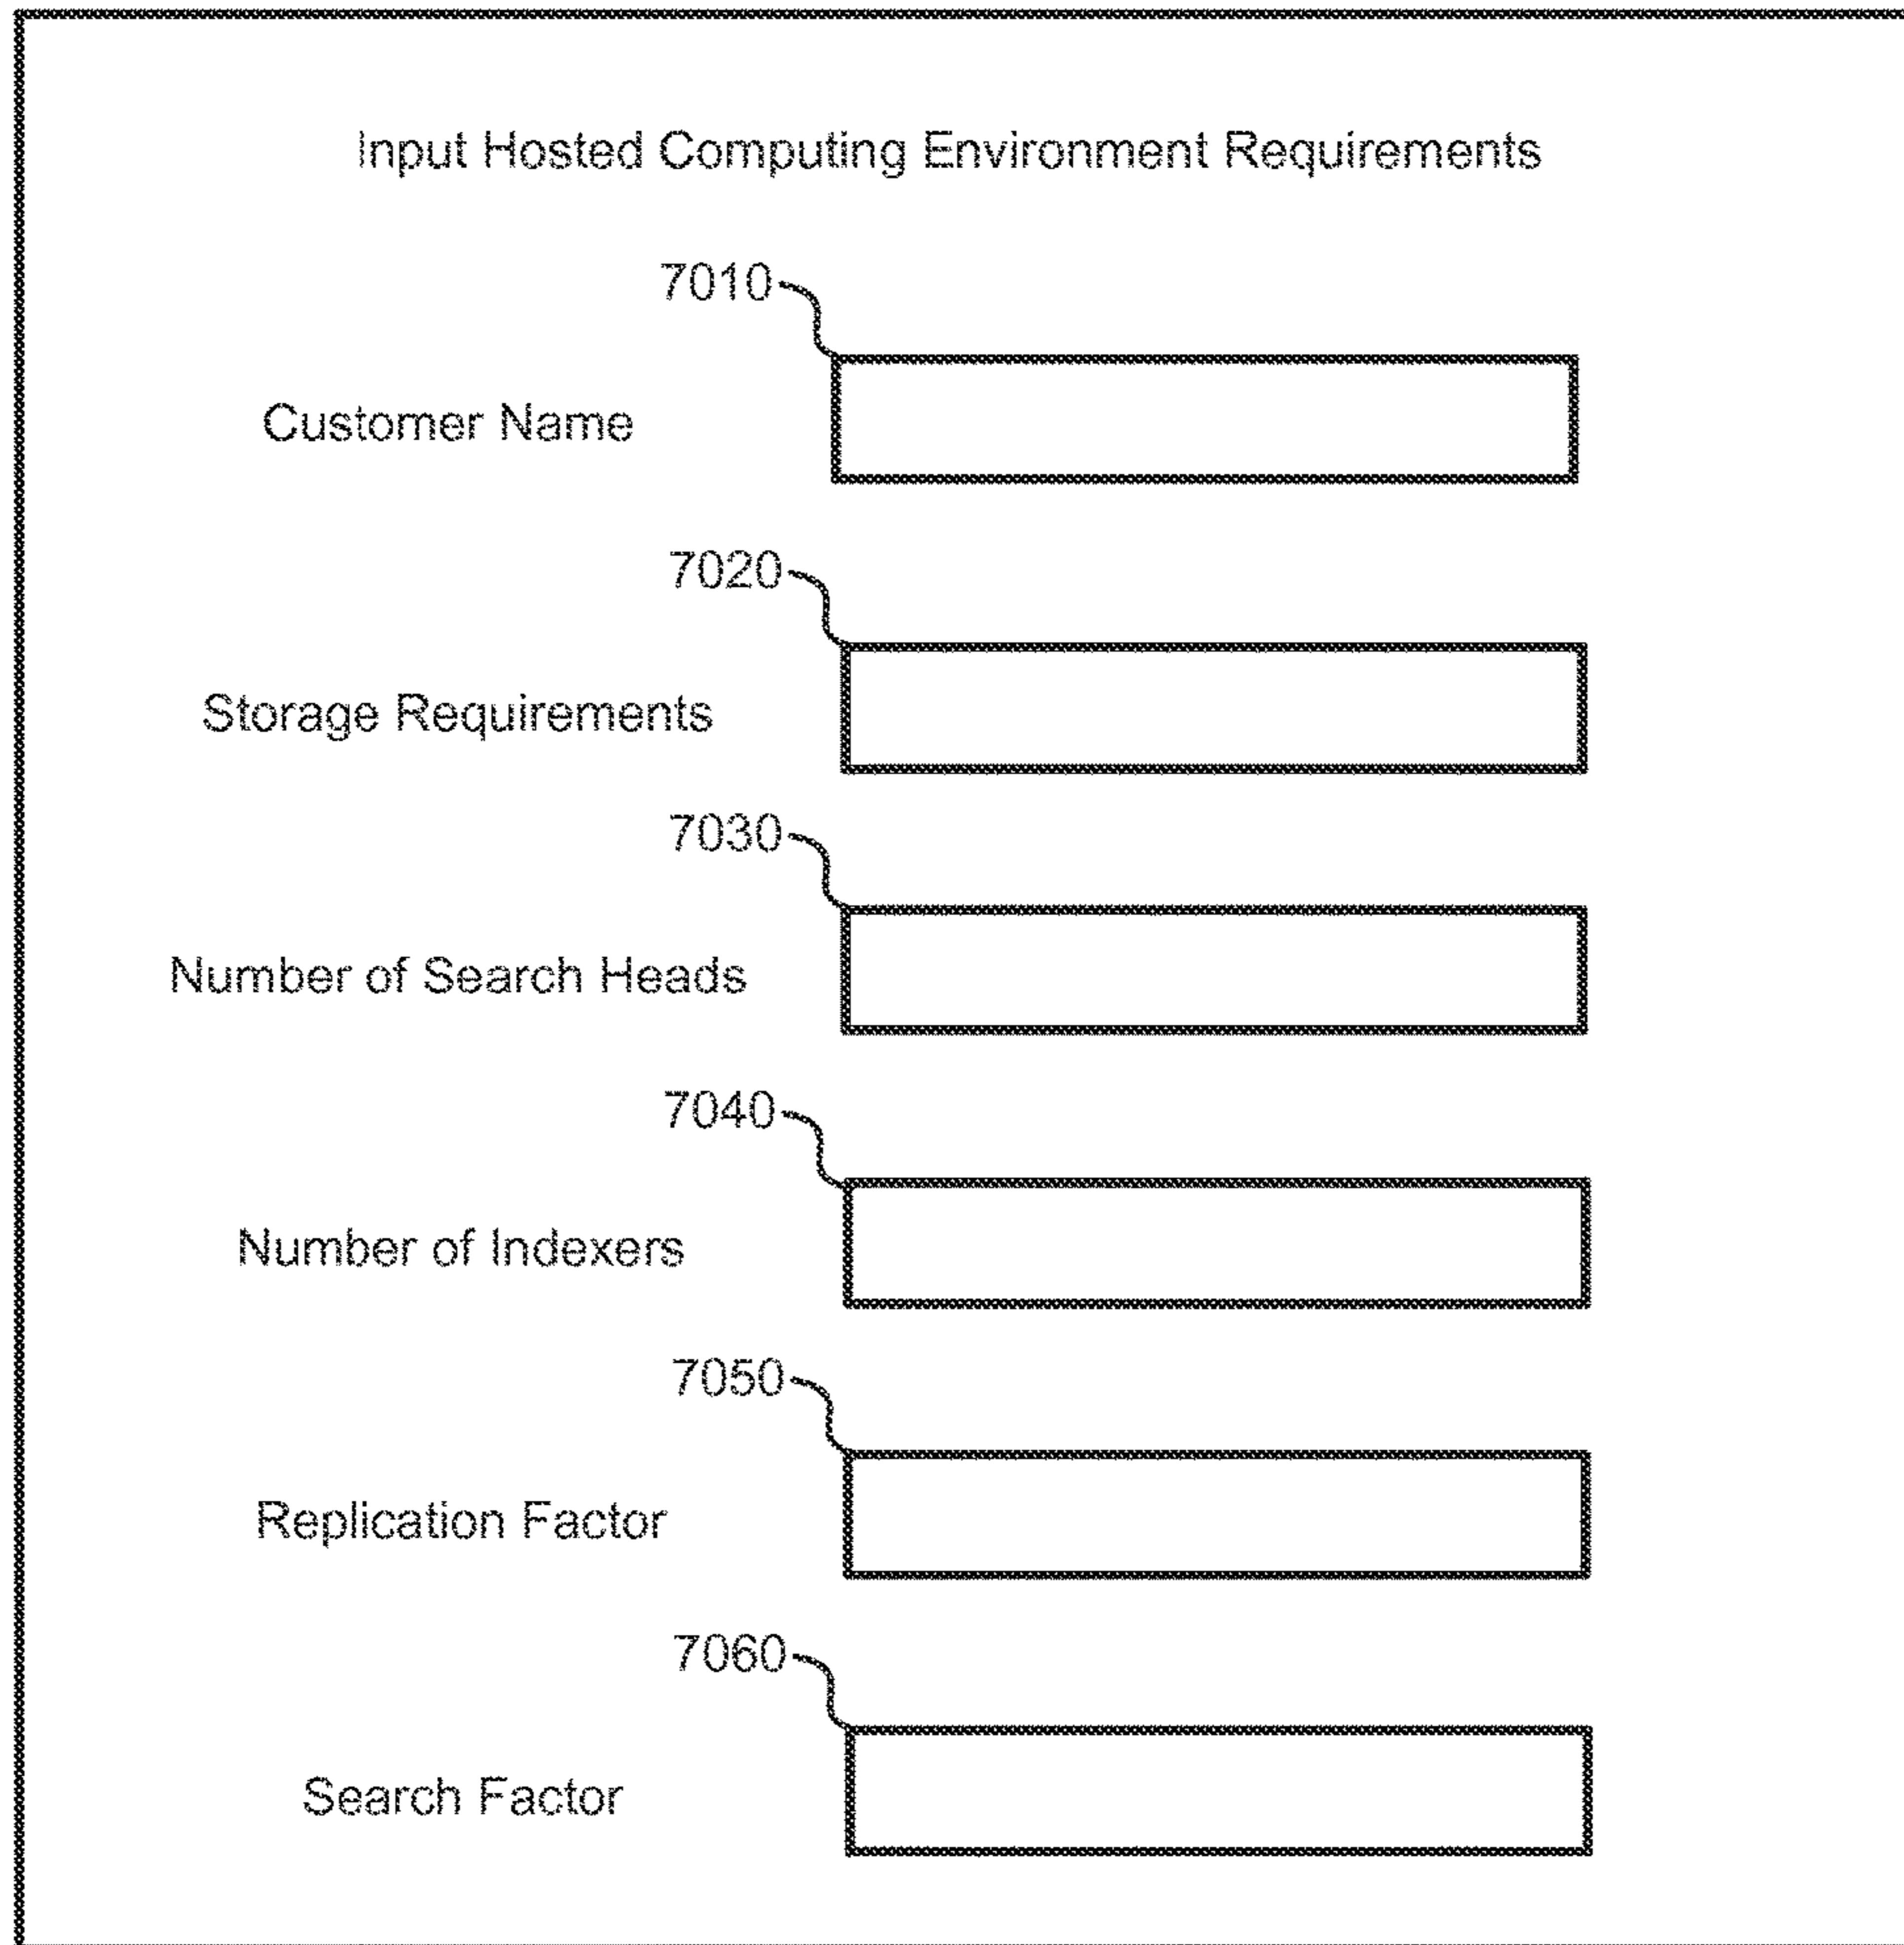 Input Hosted Computing Environment Requirements
7010
Customer Name
7020
Storage Requirements
7030
Number of Search Heads
7040
Number of Indexers
7050
Replication Factor
7060
Search Factor